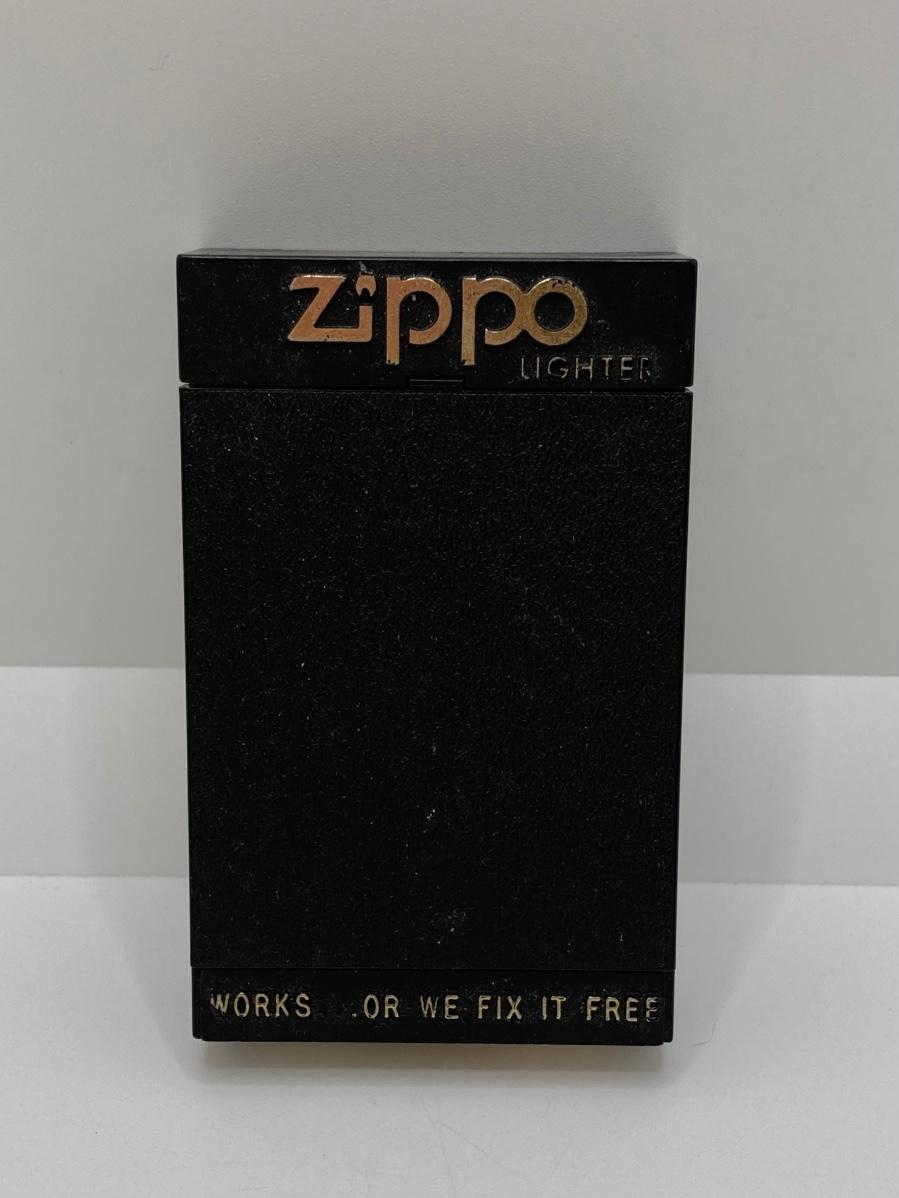 Zippo
LIGHTER
WORKS ..OR WE FIX IT FREE